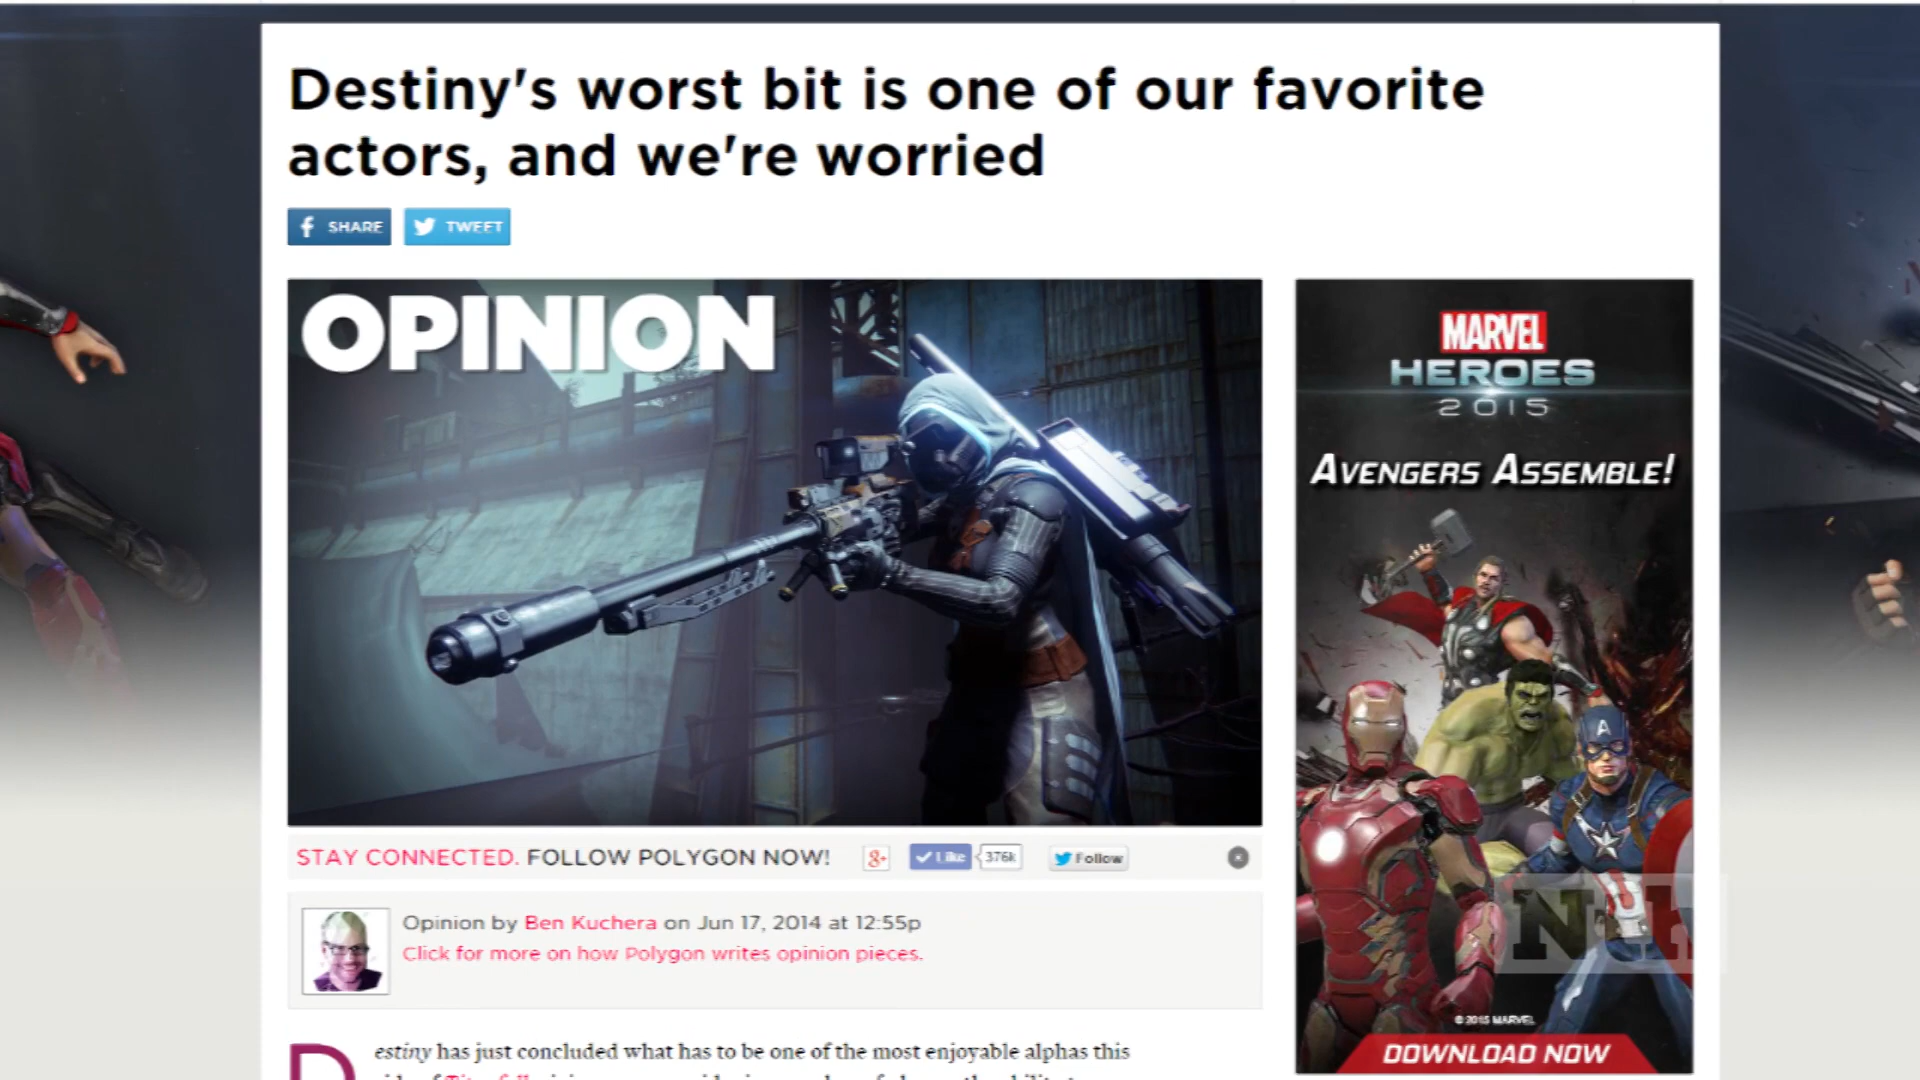 Destiny's worst bit is one of our favorite
actors, and we're worried
SHARE
TWEET
OPINION
MARVEL
HEROES
2015
AVENGERS ASSEMBLE!
STAY CONNECTED. FOLLOW POLYGON NOW!
8+
Like
376k
Follow
Opinion by Ben Kuchera on Jun 17, 2014 at 12:55p
Click for more on how Polygon writes opinion pieces.
© 2015 MARVEL
DOWNLOAD NOW
Destiny has just concluded what has to be one of the most enjoyable alphas this